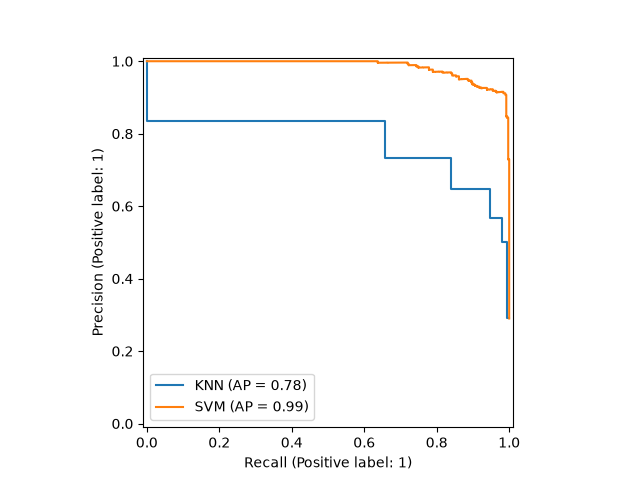 1.0
0.8
0.6
0.4
0.2
0.0
Precision (Positive label: 1)
KNN (AP = 0.78)
SVM (AP = 0.99)
0.0 0.2 0.4 0.6 0.8 1.0
Recall (Positive label: 1)